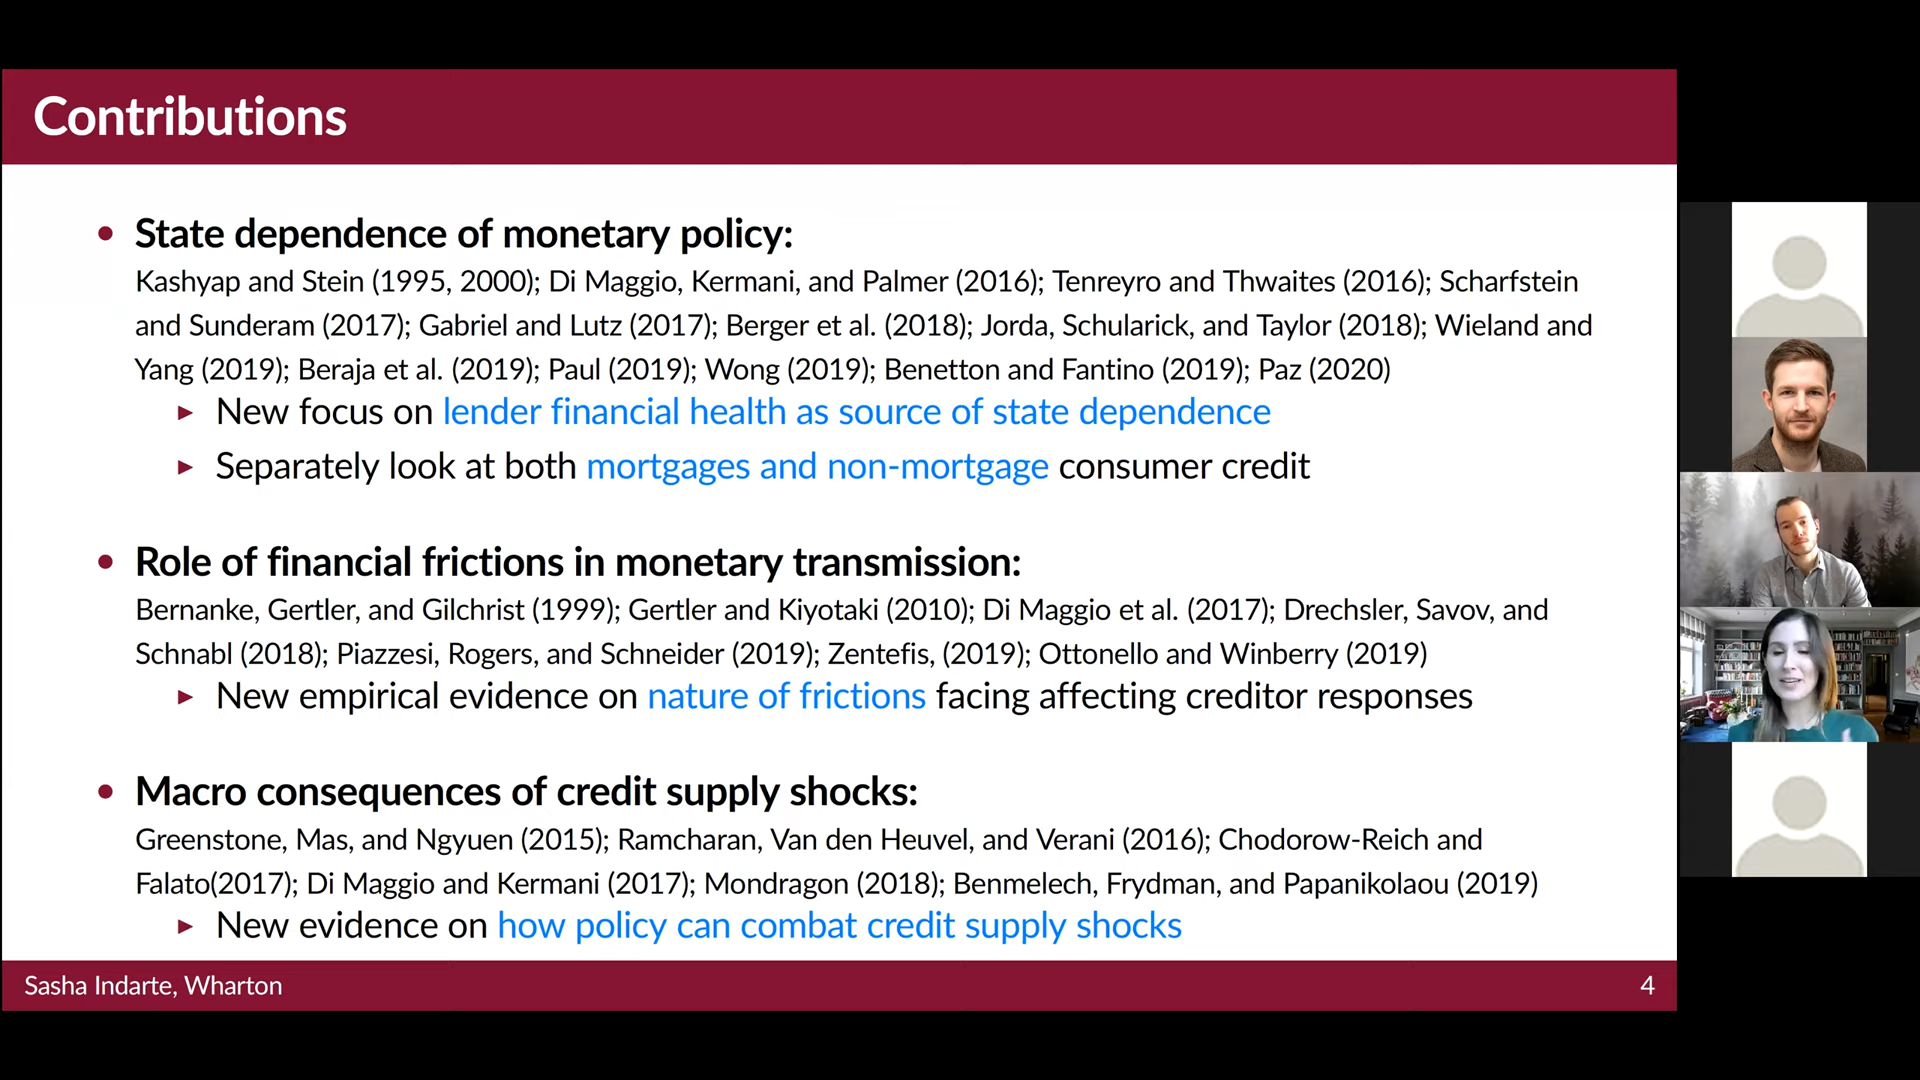 Contributions
• State dependence of monetary policy:
Kashyap and Stein (1995, 2000); Di Maggio, Kermani, and Palmer (2016); Tenreyro and Thwaites (2016); Scharfstein
and Sunderam (2017); Gabriel and Lutz (2017); Berger et al. (2018); Jorda, Schularick, and Taylor (2018); Wieland and
Yang (2019); Beraja et al. (2019); Paul (2019); Wong (2019); Benetton and Fantino (2019); Paz (2020)
▶ New focus on lender financial health as source of state dependence
▶ Separately look at both mortgages and non-mortgage consumer credit
• Role of financial frictions in monetary transmission:
Bernanke, Gertler, and Gilchrist (1999); Gertler and Kiyotaki (2010); Di Maggio et al. (2017); Drechsler, Savov, and
Schnabl (2018); Piazzesi, Rogers, and Schneider (2019); Zentefis, (2019); Ottonello and Winberry (2019)
▶ New empirical evidence on nature of frictions facing affecting creditor responses
• Macro consequences of credit supply shocks:
Greenstone, Mas, and Ngyuen (2015); Ramcharan, Van den Heuvel, and Verani (2016); Chodorow-Reich and
Falato(2017); Di Maggio and Kermani (2017); Mondragon (2018); Benmelech, Frydman, and Papanikolaou (2019)
▶ New evidence on how policy can combat credit supply shocks
Sasha Indarte, Wharton
4